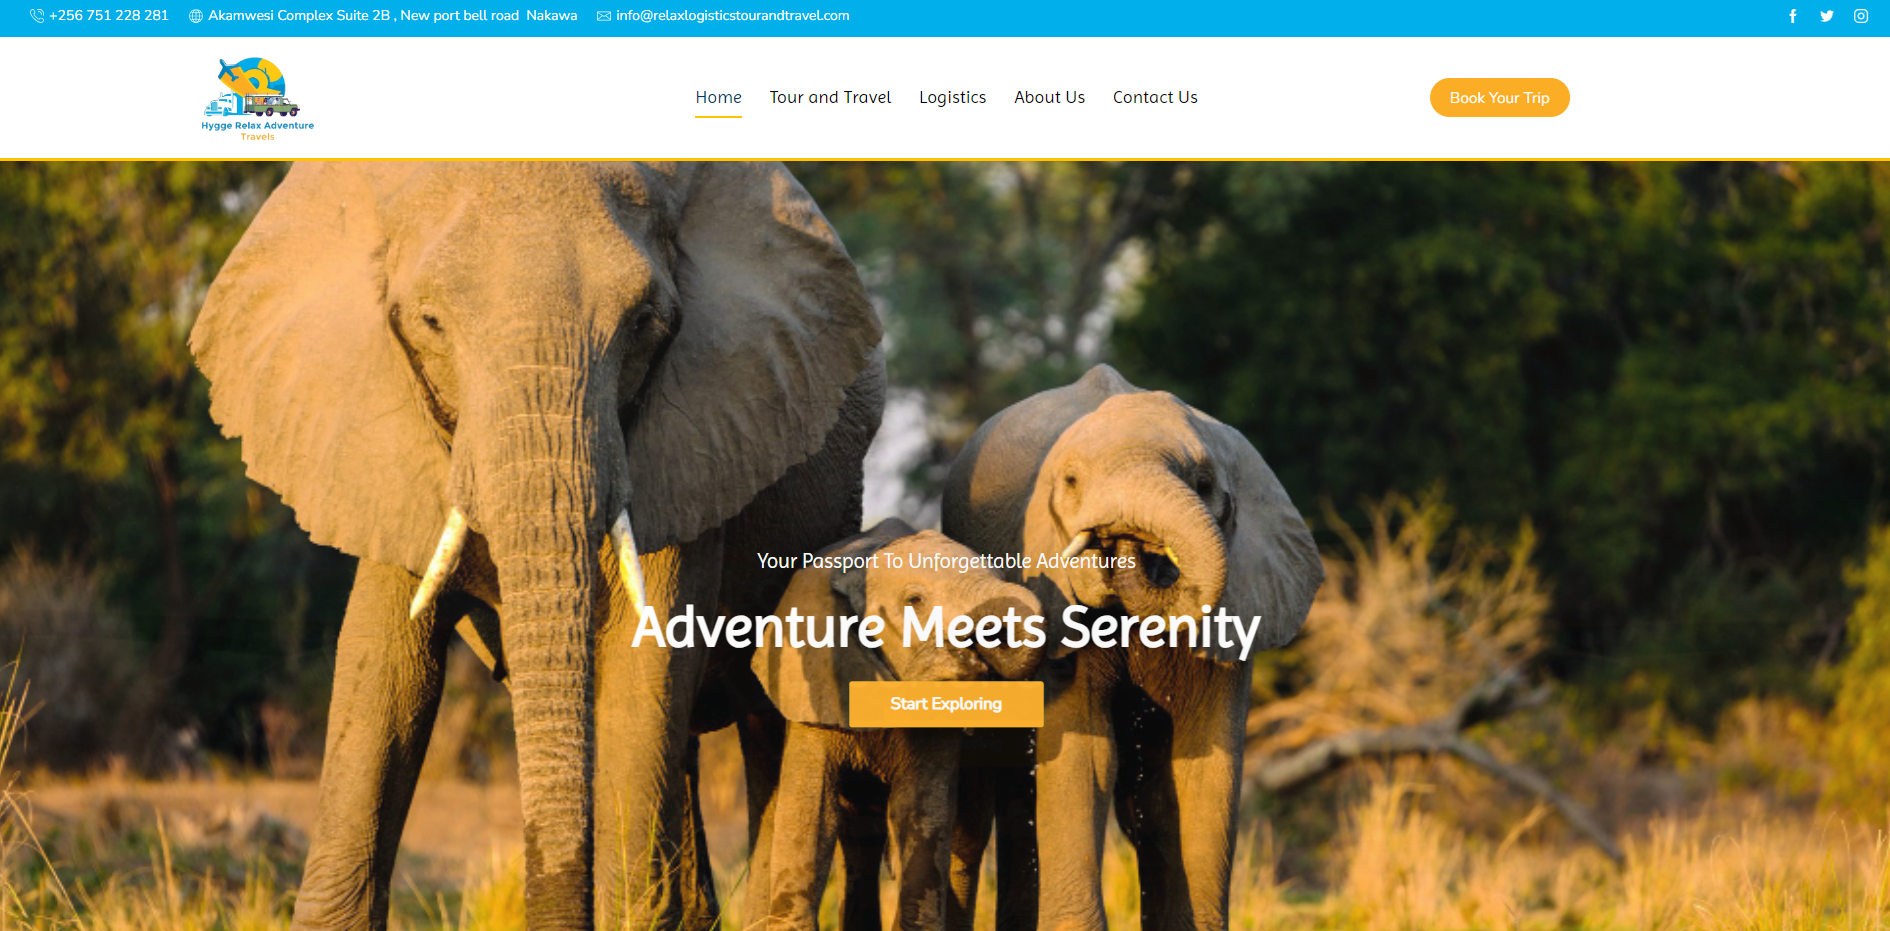 +256 751 228 281 Akamwesi Complex Suite 2B , New port bell road Nakawa info@relaxlogisticstourandtravel.com
Hygge Relax Adventure
Travels
Home Tour and Travel Logistics About Us Contact Us
Book Your Trip
Your Passport To Unforgettable Adventures
Adventure Meets Serenity
Start Exploring